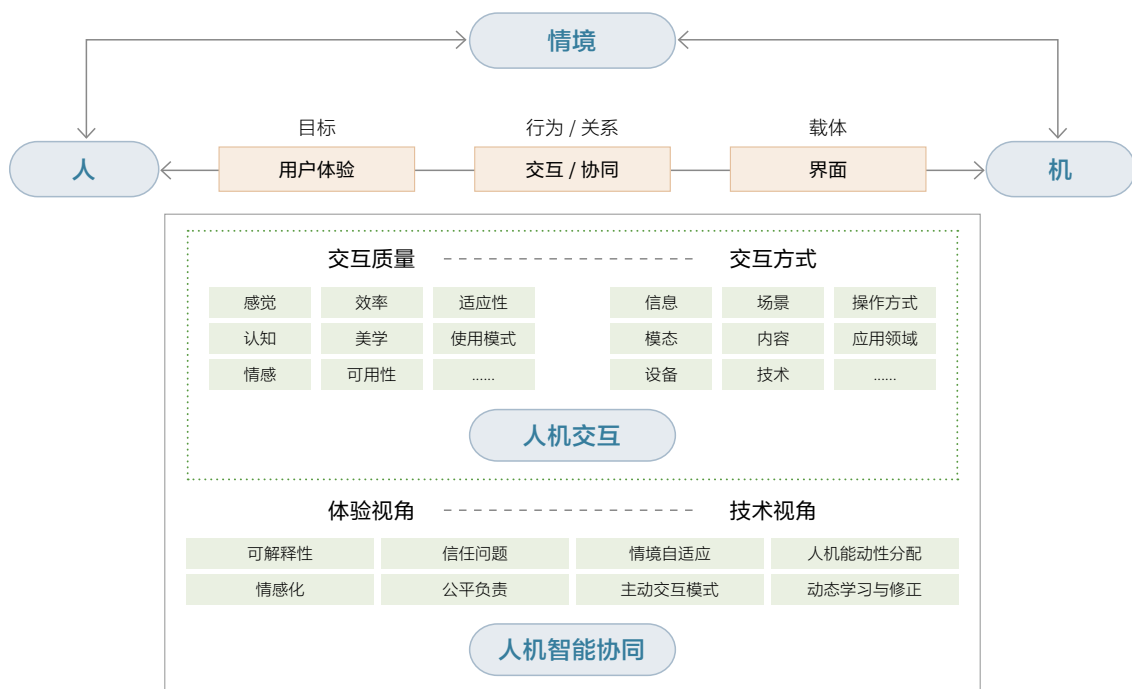 情境
目标 行为 / 关系 载体
人 用户体验 交互 / 协同 界面 机
交互质量 交互方式
感觉 效率 适应性 信息 场景 操作方式
认知 美学 使用模式 模态 内容 应用领域
情感 可用性 ...... 设备 技术 ......
人机交互
体验视角 技术视角
可解释性 信任问题 情境自适应 人机能动性分配
情感化 公平负责 主动交互模式 动态学习与修正
人机智能协同